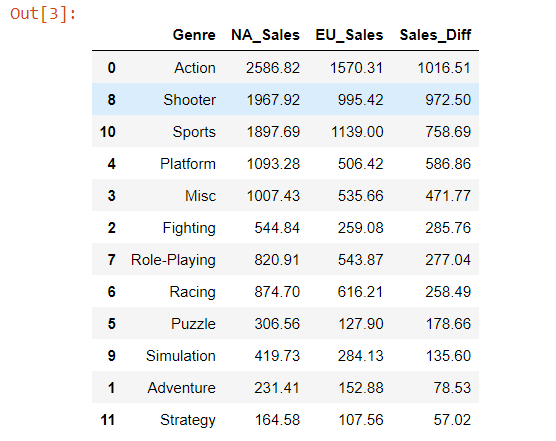 Out[3]:
Genre NA_Sales EU_Sales Sales_Diff
0 Action 2586.82 1570.31 1016.51
8 Shooter 1967.92 995.42 972.50
10 Sports 1897.69 1139.00 758.69
4 Platform 1093.28 506.42 586.86
3 Misc 1007.43 535.66 471.77
2 Fighting 544.84 259.08 285.76
7 Role-Playing 820.91 543.87 277.04
6 Racing 874.70 616.21 258.49
5 Puzzle 306.56 127.90 178.66
9 Simulation 419.73 284.13 135.60
1 Adventure 231.41 152.88 78.53
11 Strategy 164.58 107.56 57.02